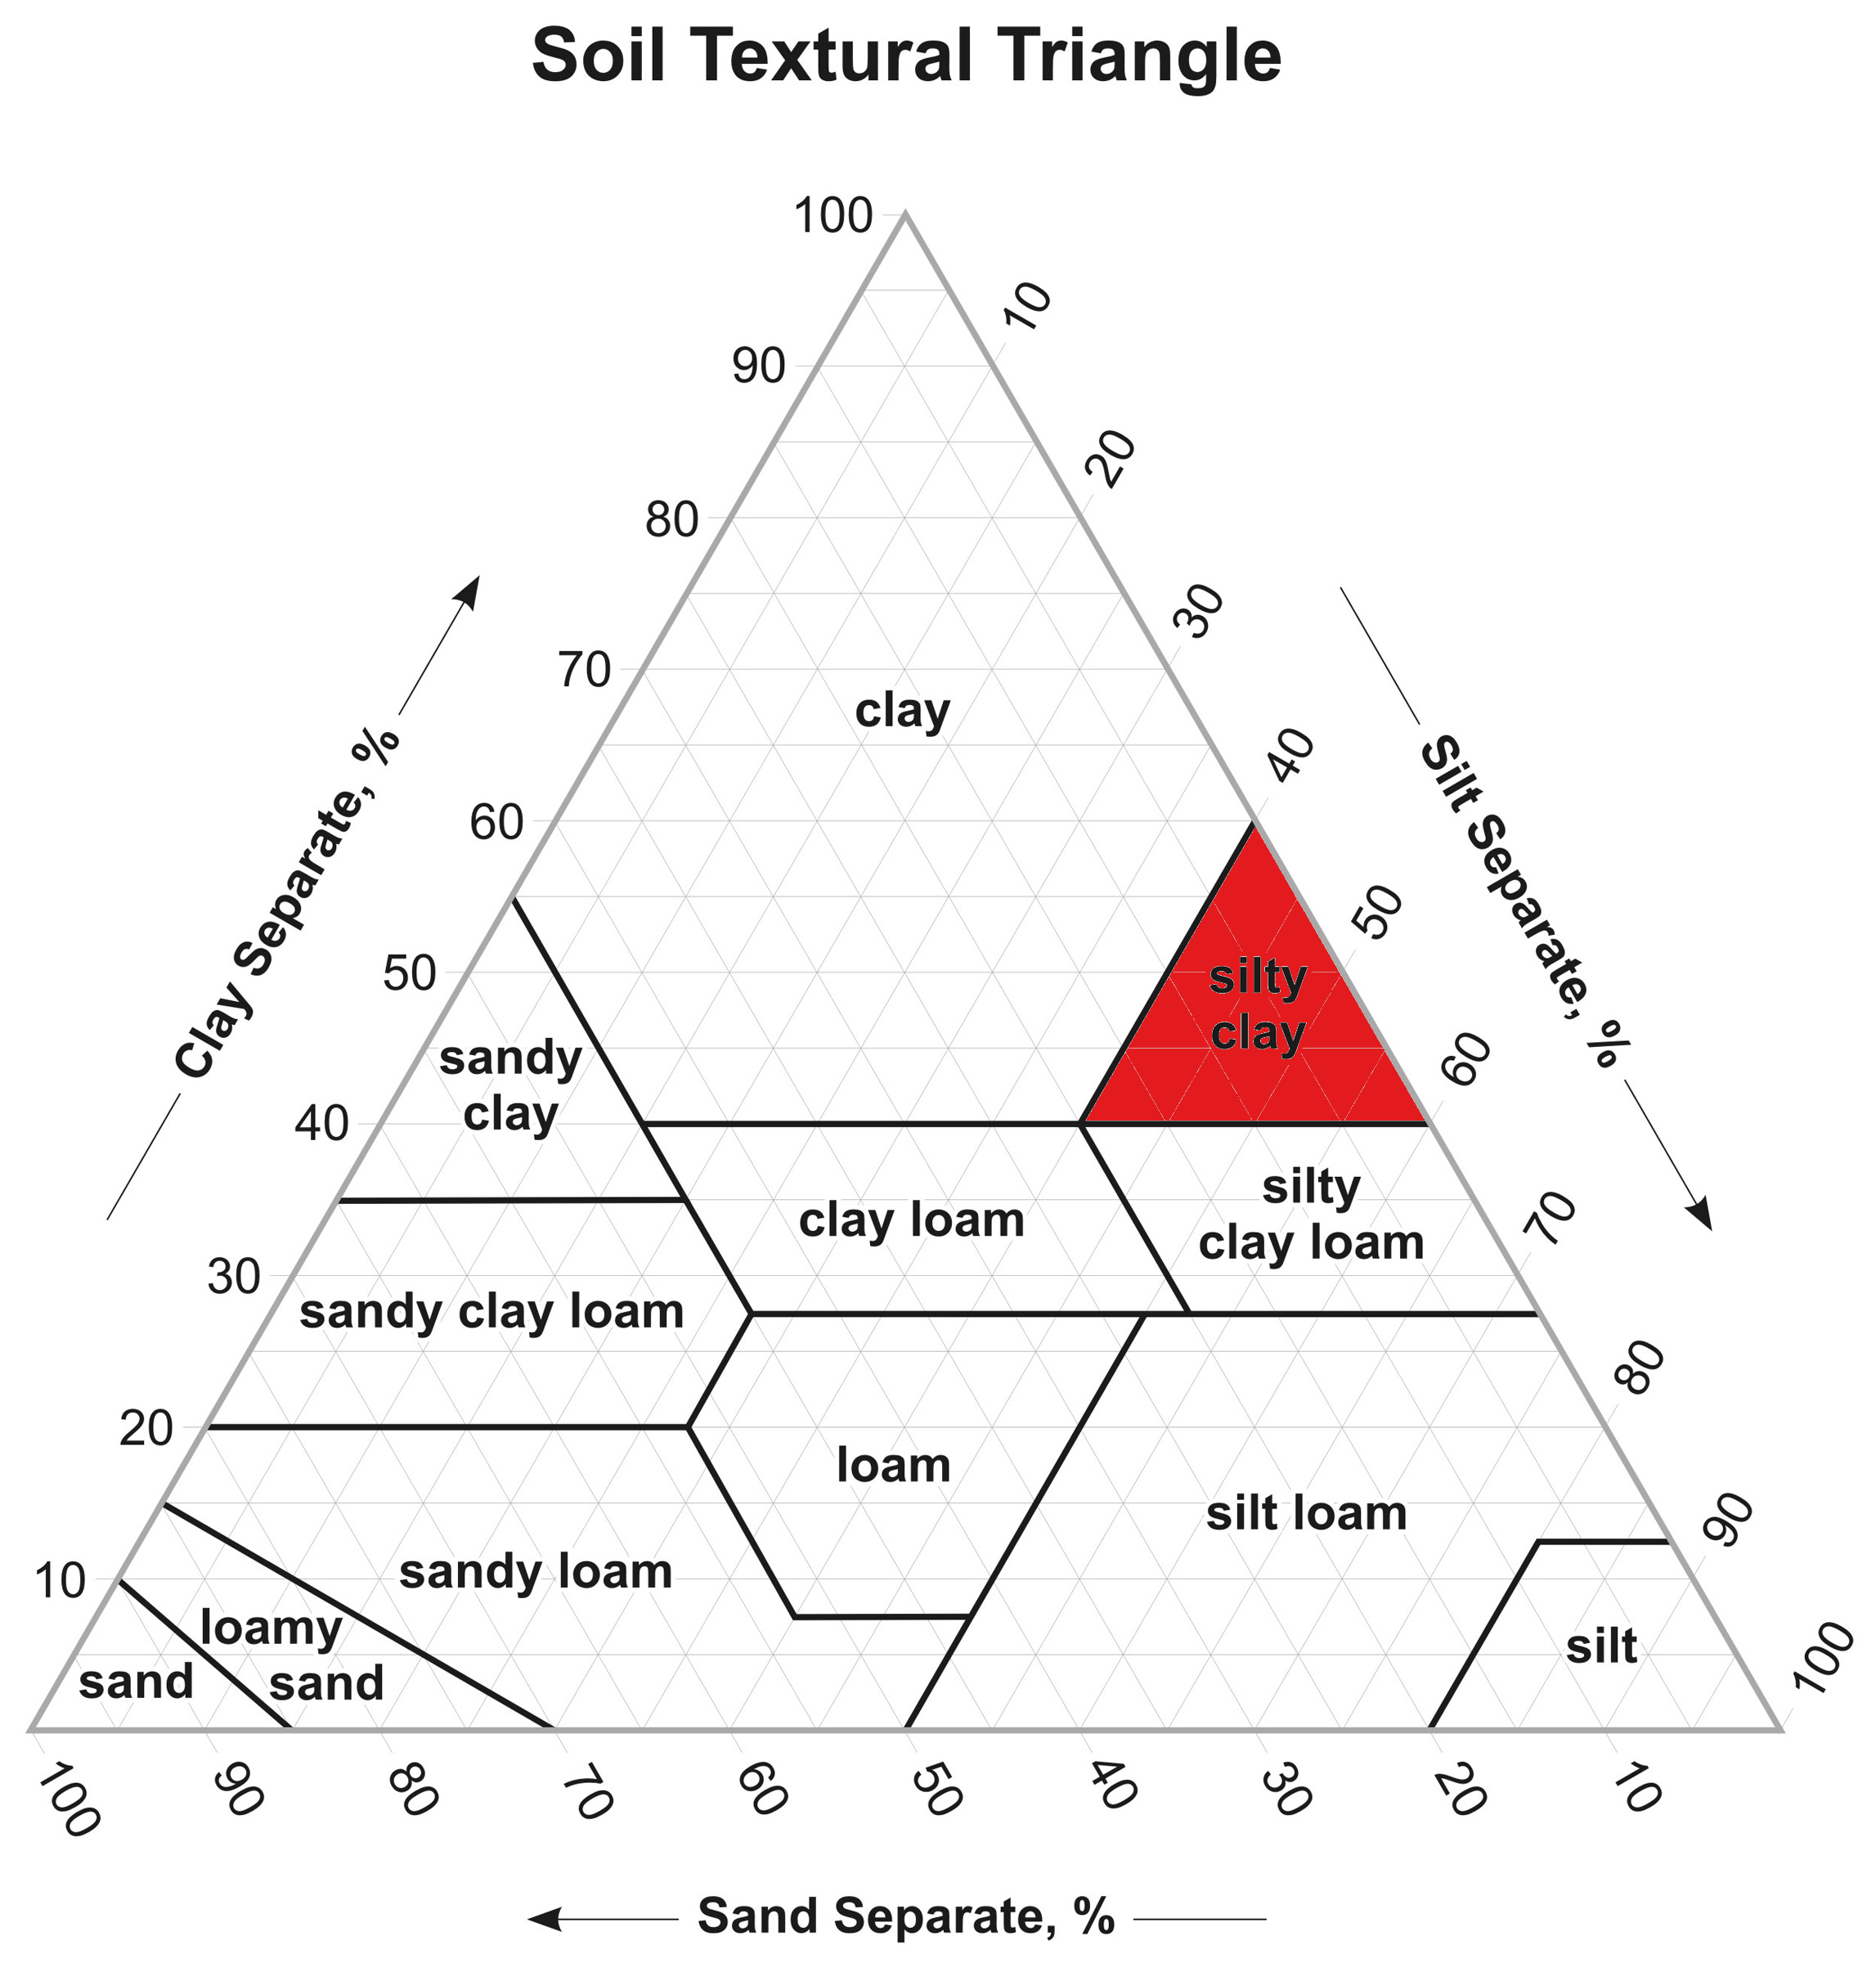 Soil Textural Triangle
100
90
80
70
60
50
40
30
20
10
10
20
30
40
50
60
70
80
90
100
Clay Separate, %
Silt Separate, %
clay
silty
clay
sandy
clay
clay loam
silty
clay loam
sandy clay loam
loam
silt loam
sandy loam
loamy
sand
sand
silt
100
90
80
70
60
50
40
30
20
10
Sand Separate, %